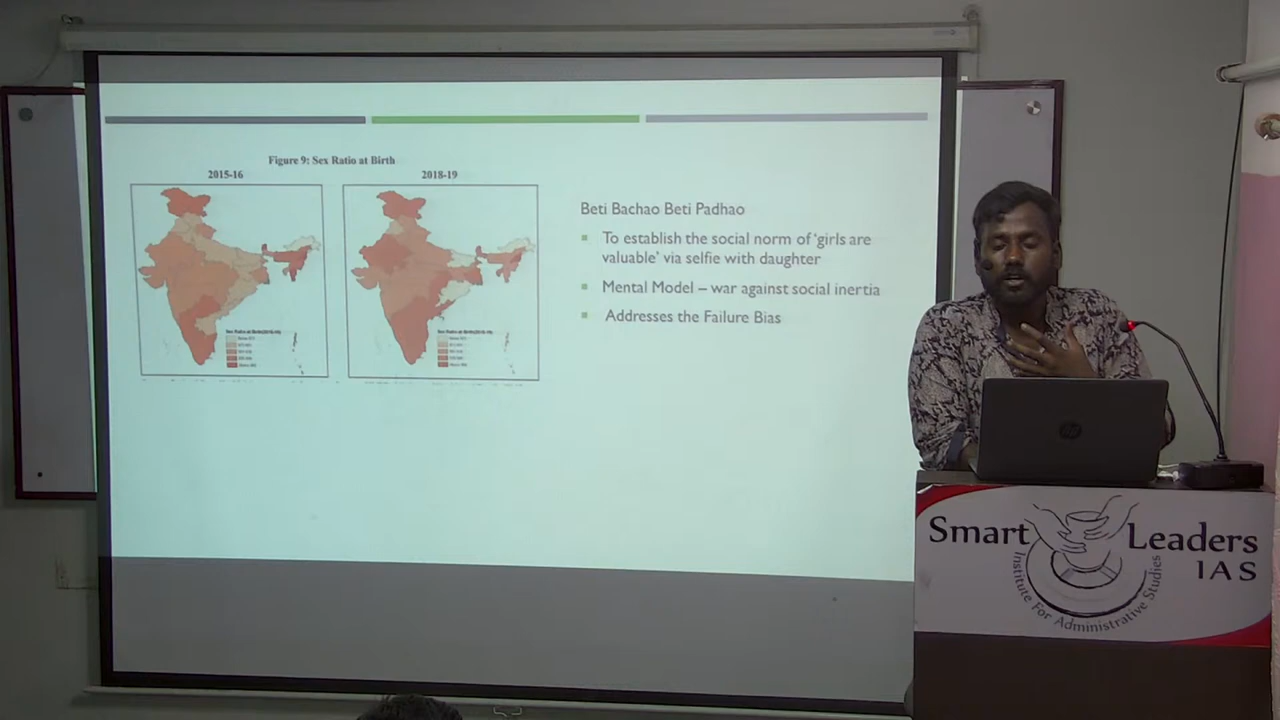 Figure 9: Sex Ratio at Birth
2015-16
2018-19
Beti Bachao Beti Padhao
To establish the social norm of 'girls are
valuable' via selfie with daughter
Mental Model – war against social inertia
Addresses the Failure Bias
hp
Smart Leaders
IAS
Institute For Administrative Studies